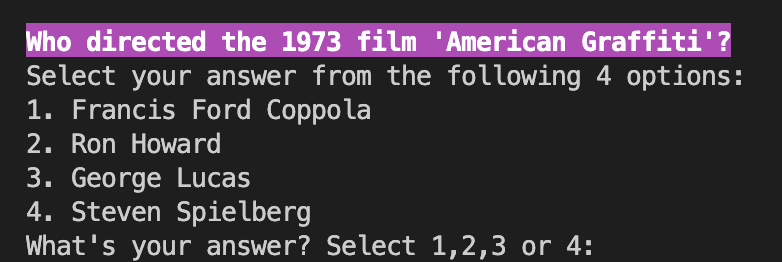 Who directed the 1973 film 'American Graffiti'?
Select your answer from the following 4 options:
1. Francis Ford Coppola
2. Ron Howard
3. George Lucas
4. Steven Spielberg
What's your answer? Select 1,2,3 or 4: